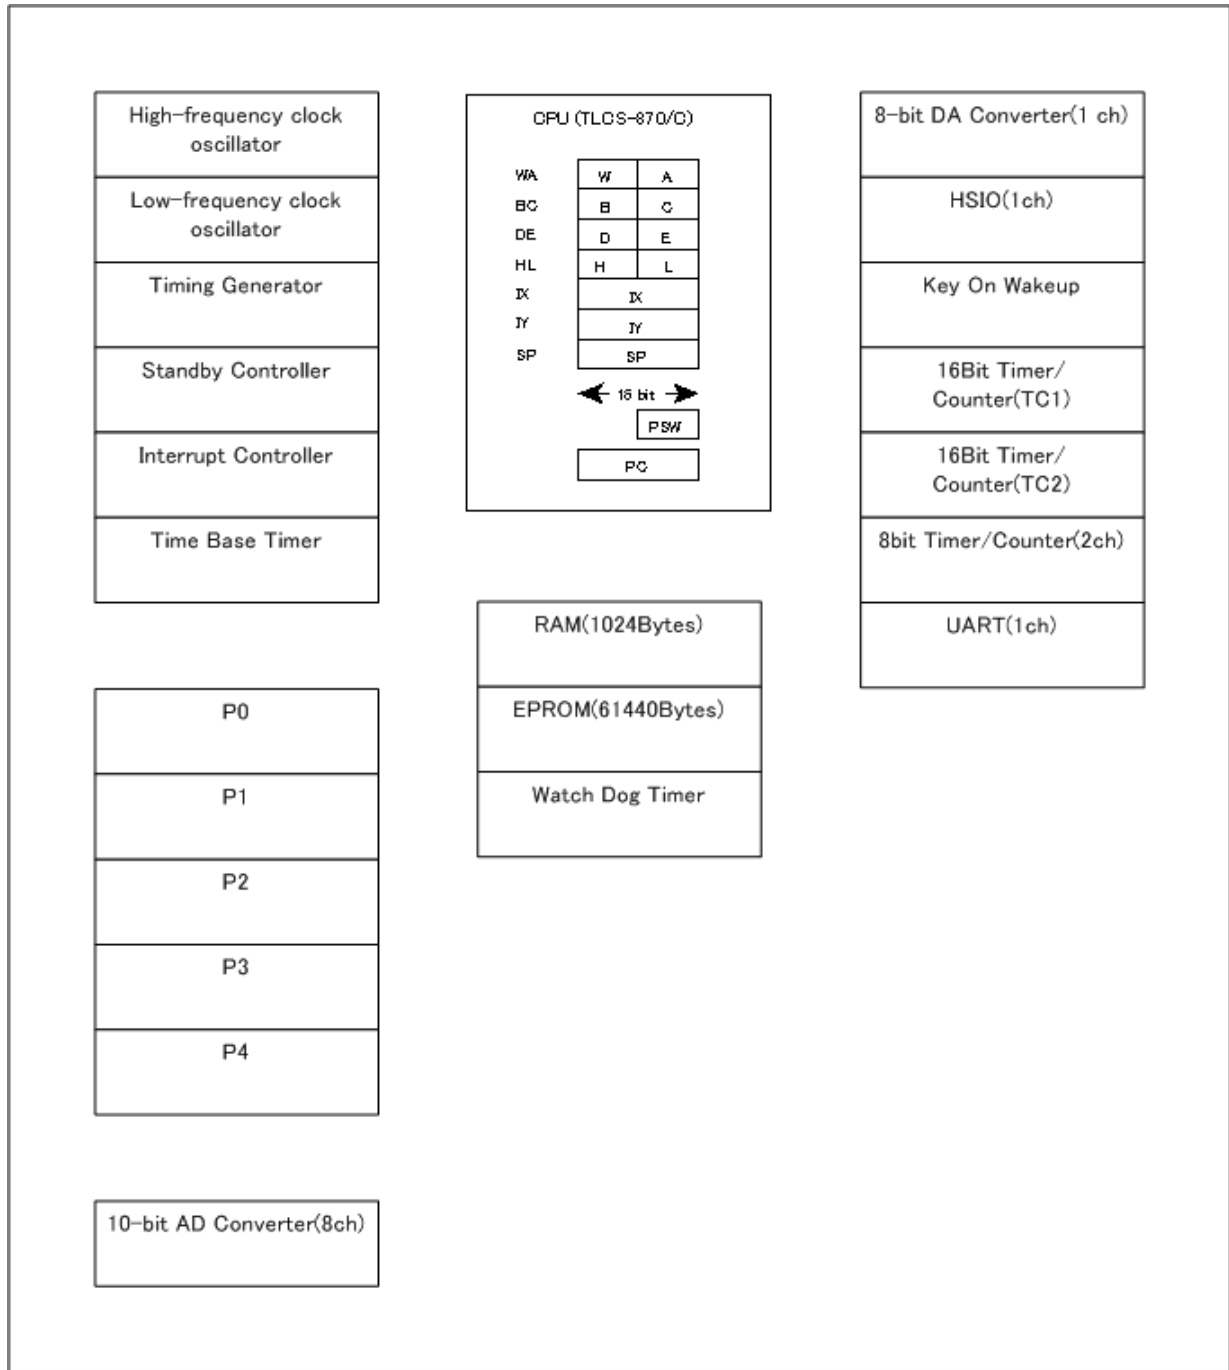 High-frequency clock
oscillator
Low-frequency clock
oscillator
Timing Generator
Standby Controller
Interrupt Controller
Time Base Timer
P0
P1
P2
P3
P4
10-bit AD Converter(8ch)
CPU (TLCS-870/C)
WA W A
BC B C
DE D E
HL H L
IX IX
IY IY
SP SP
16 bit
PSW
PC
RAM(1024Bytes)
EPROM(61440Bytes)
Watch Dog Timer
8-bit DA Converter(1 ch)
HSIO(1ch)
Key On Wakeup
16Bit Timer/
Counter(TC1)
16Bit Timer/
Counter(TC2)
8bit Timer/Counter(2ch)
UART(1ch)